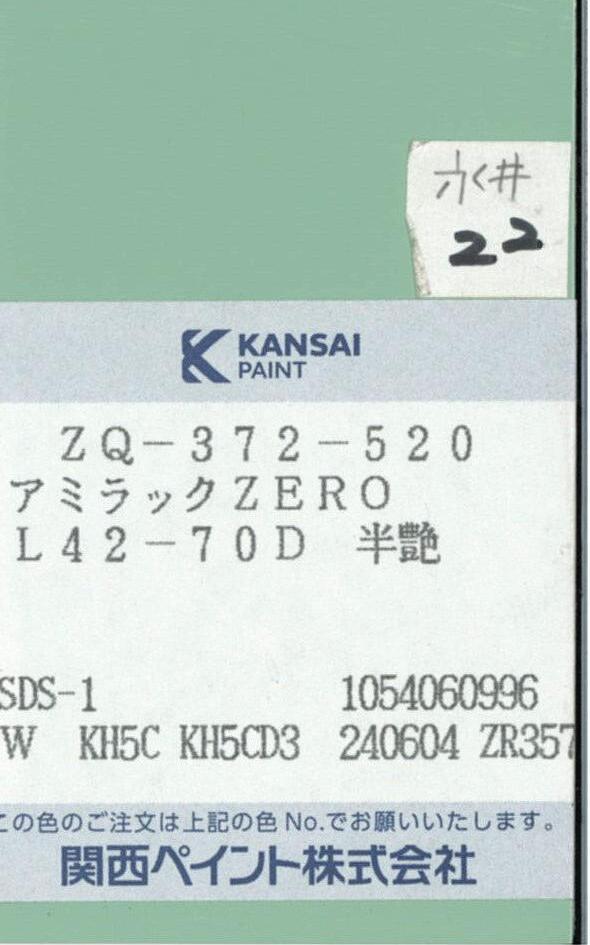 永井
22
KANSAI
PAINT
ZQ-372-520
アミラックZERO
L42-70D 半艶
SDS-1 1054060996
W KH5C KH5CD3 240604 ZR357
この色のご注文は上記の色No.でお願いいたします。
関西ペイント株式会社